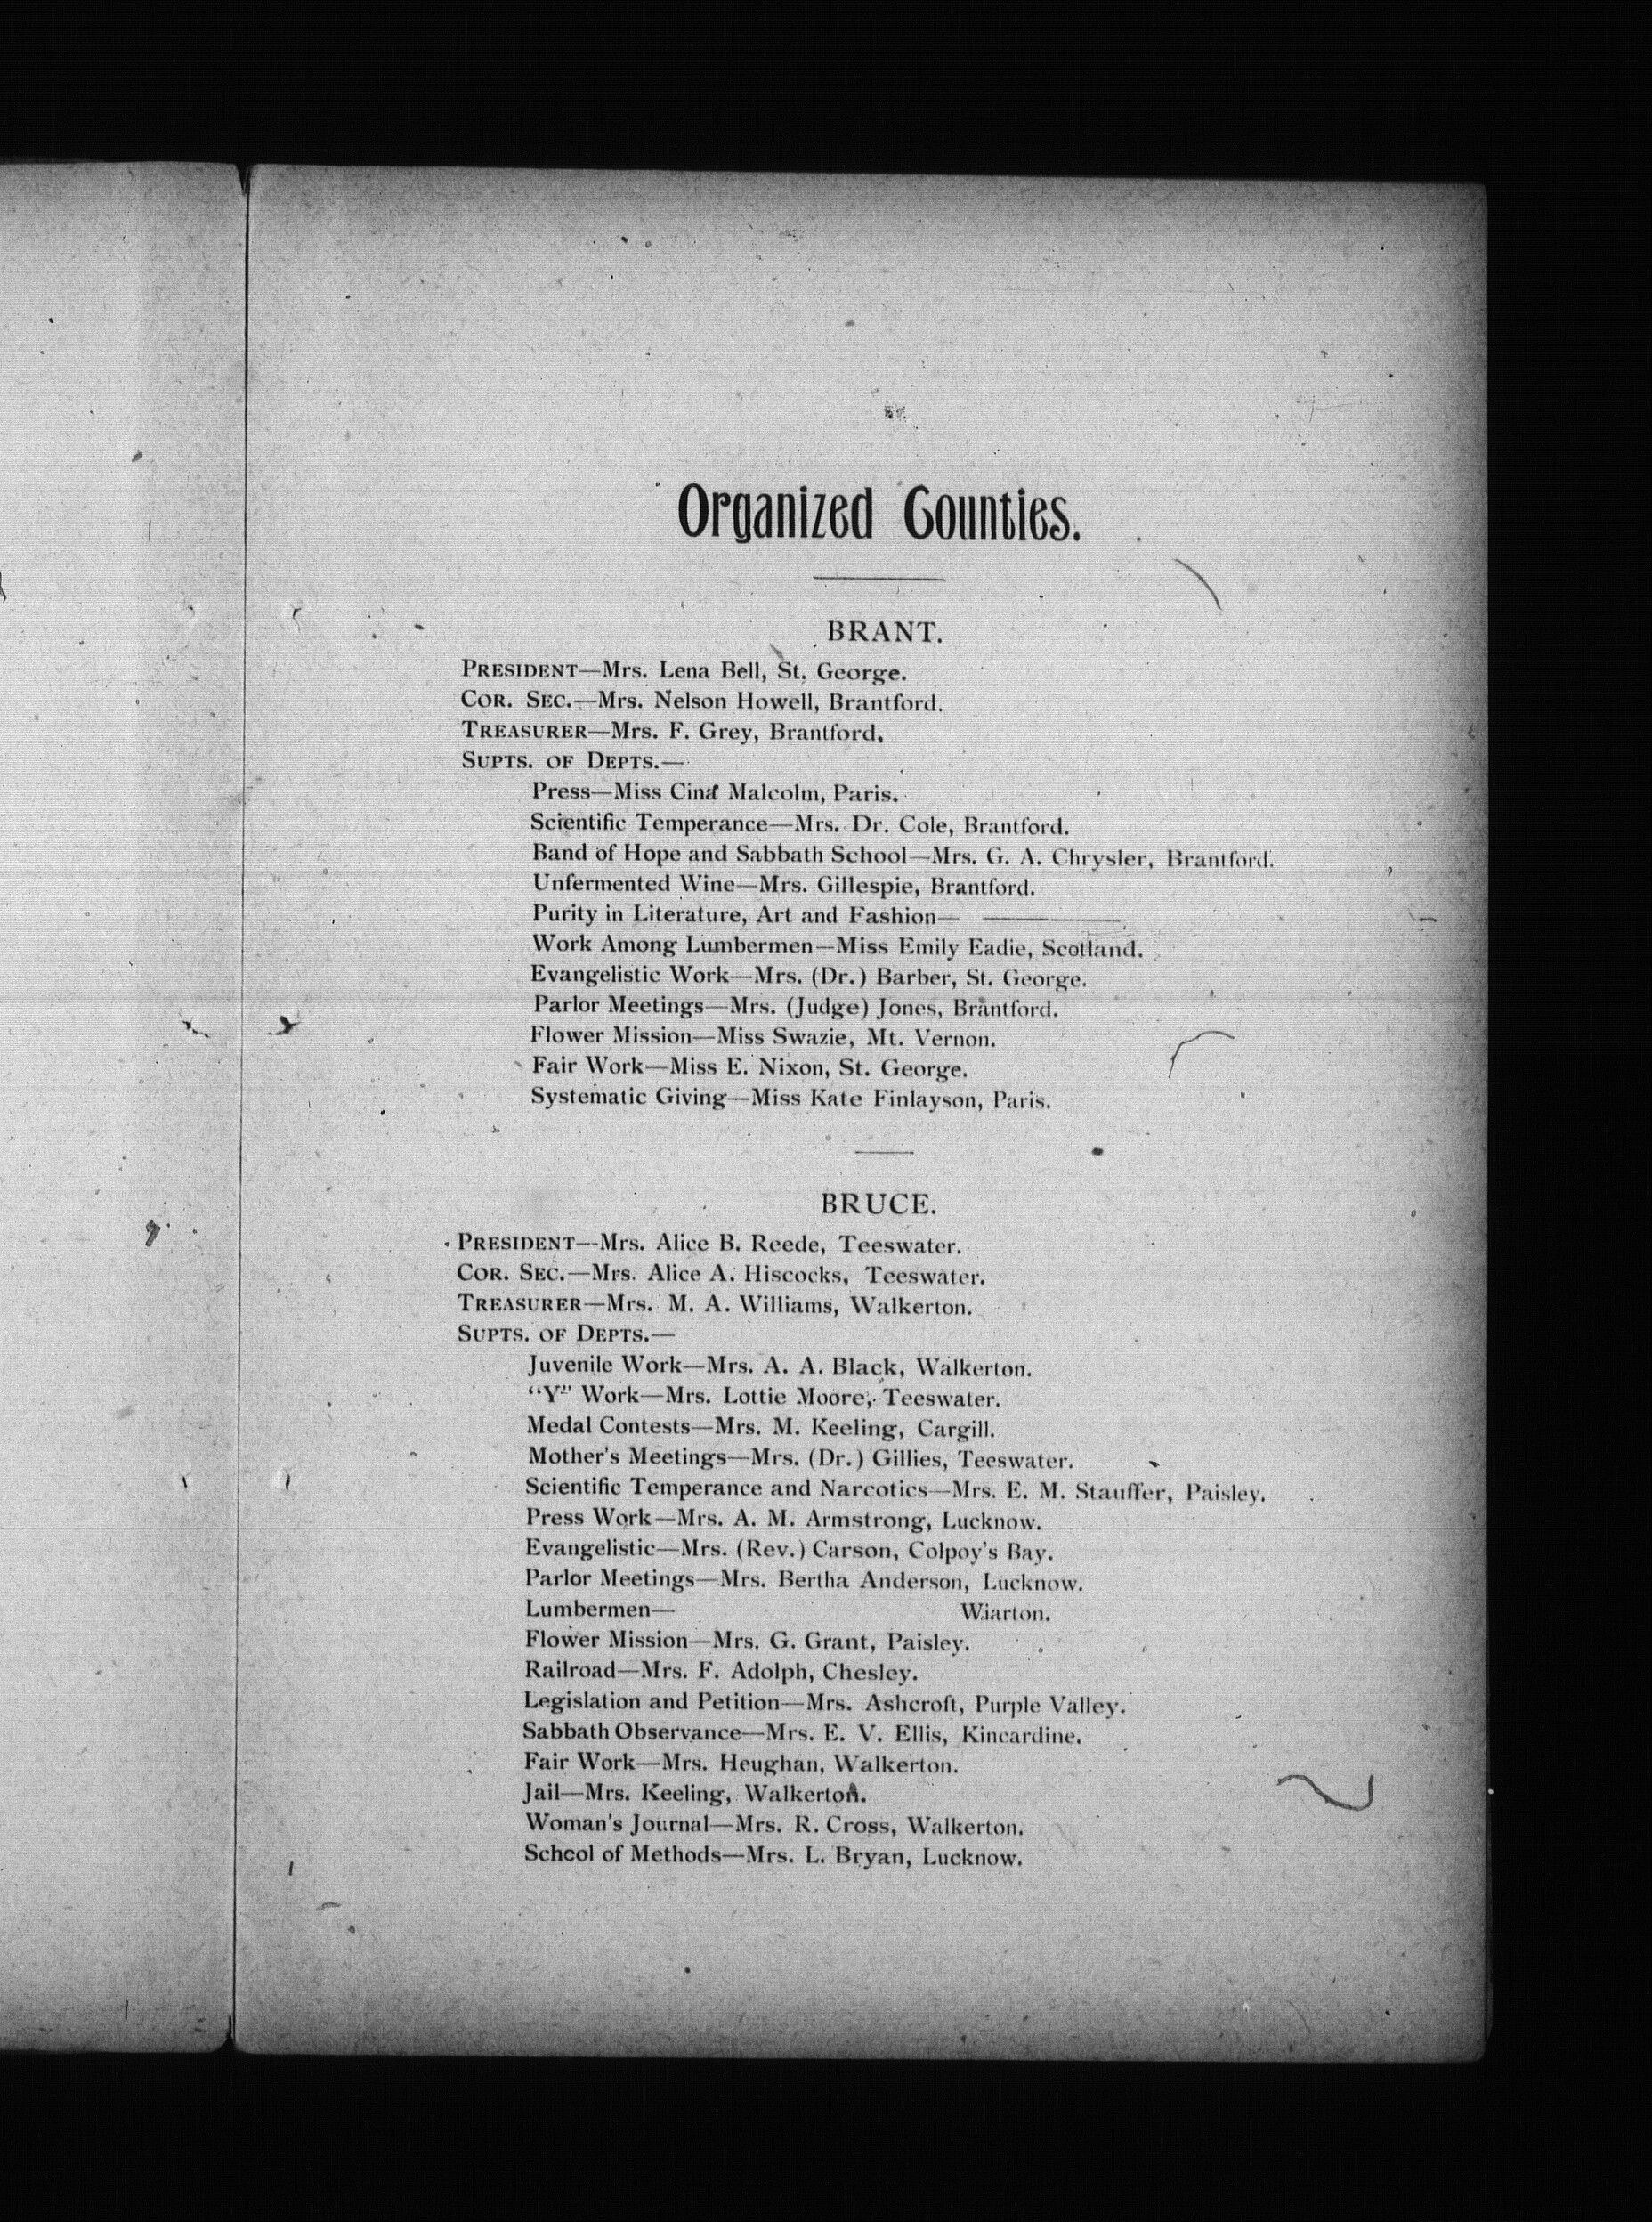 Organized Counties.
BRANT.
PRESIDENT—Mrs. Lena Bell, St. George.
COR. SEC.—Mrs. Nelson Howell, Brantford.
TREASURER—Mrs. F. Grey, Brantford.
SUPTS. OF DEPTS.—
Press—Miss Cina Malcolm, Paris.
Scientific Temperance—Mrs. Dr. Cole, Brantford.
Band of Hope and Sabbath School—Mrs. G. A. Chrysler, Brantford.
Unfermented Wine—Mrs. Gillespie, Brantford.
Purity in Literature, Art and Fashion— ———
Work Among Lumbermen—Miss Emily Eadie, Scotland.
Evangelistic Work—Mrs. (Dr.) Barber, St. George.
Parlor Meetings—Mrs. (Judge) Jones, Brantford.
Flower Mission—Miss Swazie, Mt. Vernon.
Fair Work—Miss E. Nixon, St. George.
Systematic Giving—Miss Kate Finlayson, Paris.
BRUCE.
PRESIDENT—Mrs. Alice B. Reede, Teeswater.
COR. SEC.—Mrs. Alice A. Hiscocks, Teeswater.
TREASURER—Mrs. M. A. Williams, Walkerton.
SUPTS. OF DEPTS.—
Juvenile Work—Mrs. A. A. Black, Walkerton.
"Y" Work—Mrs. Lottie Moore, Teeswater.
Medal Contests—Mrs. M. Keeling, Cargill.
Mother's Meetings—Mrs. (Dr.) Gillies, Teeswater.
Scientific Temperance and Narcotics—Mrs. E. M. Stauffer, Paisley.
Press Work—Mrs. A. M. Armstrong, Lucknow.
Evangelistic—Mrs. (Rev.) Carson, Colpoy's Bay.
Parlor Meetings—Mrs. Bertha Anderson, Lucknow.
Lumbermen— Wiarton.
Flower Mission—Mrs. G. Grant, Paisley.
Railroad—Mrs. F. Adolph, Chesley.
Legislation and Petition—Mrs. Ashcroft, Purple Valley.
Sabbath Observance—Mrs. E. V. Ellis, Kincardine.
Fair Work—Mrs. Heughan, Walkerton.
Jail—Mrs. Keeling, Walkerton.
Woman's Journal—Mrs. R. Cross, Walkerton.
Schcol of Methods—Mrs. L. Bryan, Lucknow.